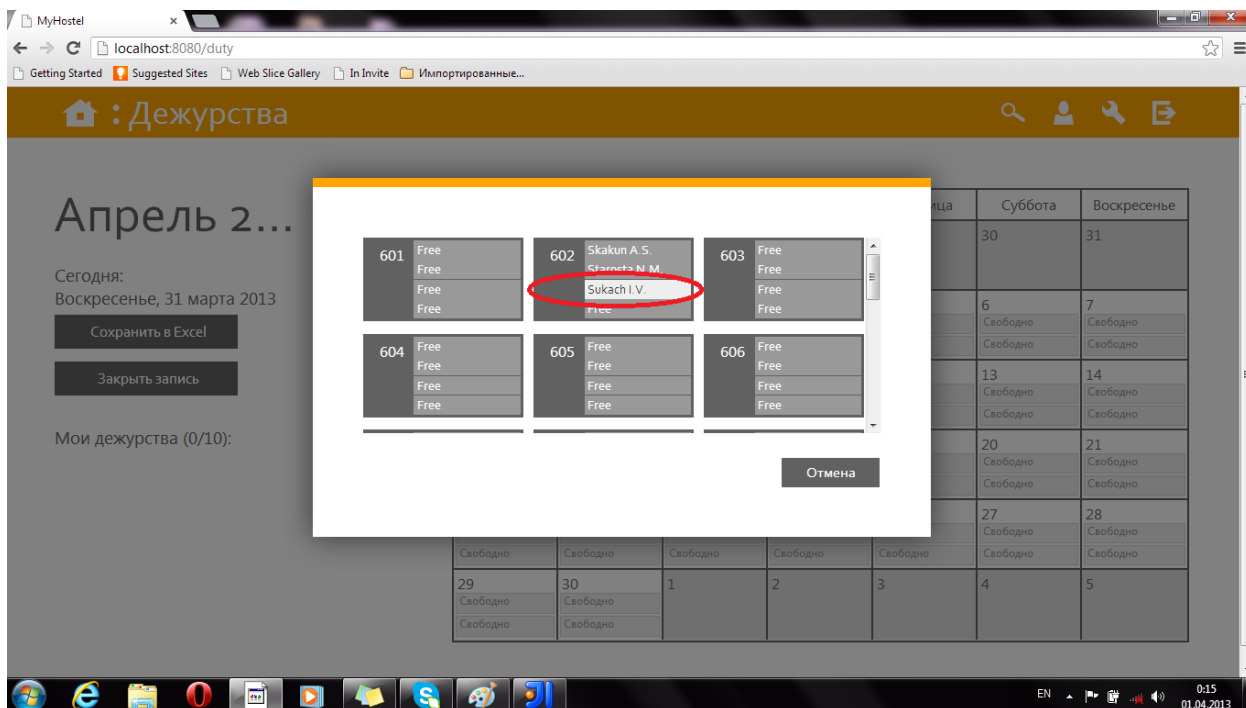 MyHostel
localhost:8080/duty
Getting Started Suggested Sites Web Slice Gallery In Invite Импортированные...
: Дежурства
Апрель 2...
Сегодня:
Воскресенье, 31 марта 2013
Сохранить в Excel
Закрыть запись
Мои дежурства (0/10):
601 Free
Free
Free
Free
602 Skakun A.S.
Starosta N.M.
Sukach I.V.
Free
603 Free
Free
Free
Free
604 Free
Free
Free
Free
605 Free
Free
Free
Free
606 Free
Free
Free
Free
Отмена
Суббота Воскресенье
30 31
6 7
Свободно Свободно
Свободно Свободно
13 14
Свободно Свободно
Свободно Свободно
20 21
Свободно Свободно
Свободно Свободно
27 28
Свободно Свободно
Свободно Свободно Свободно Свободно Свободно Свободно Свободно
29 30 1 2 3 4 5
Свободно Свободно
Свободно Свободно
EN 0:15
01.04.2013